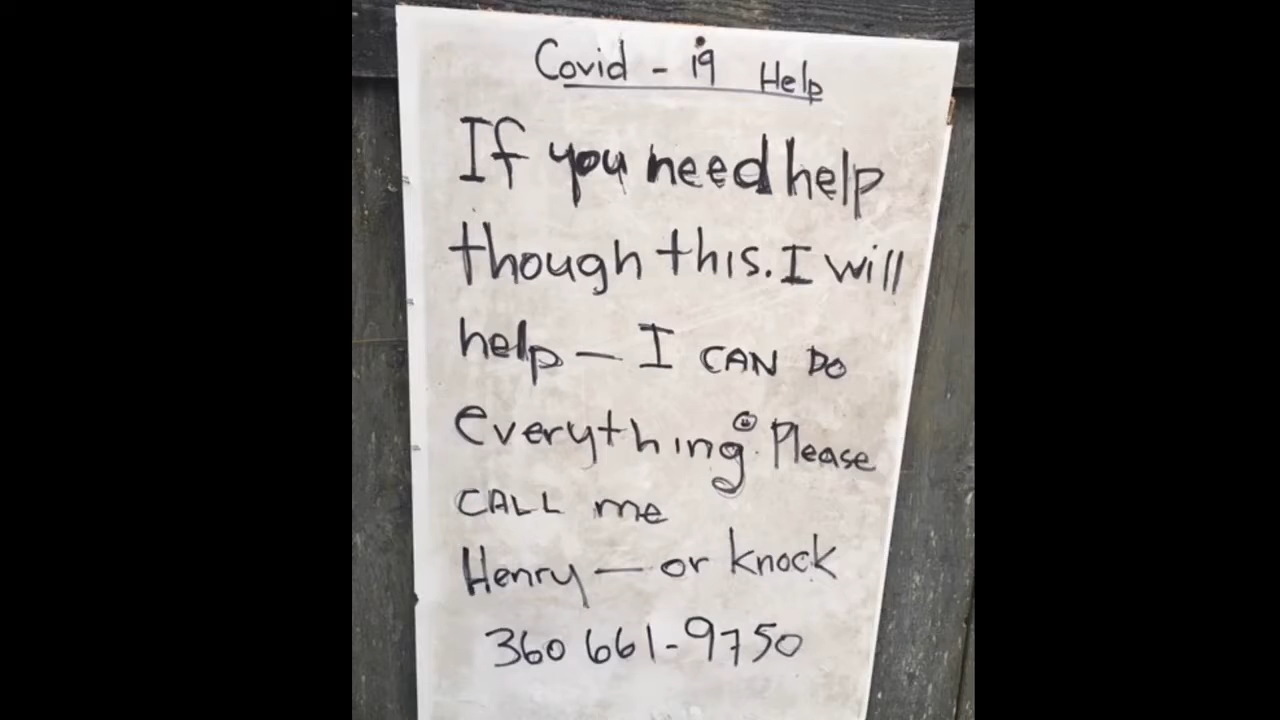 Covid - 19 Help
If you need help
though this. I will
help - I CAN DO
everything. Please
CALL me
Henry - or knock
360 661-9750